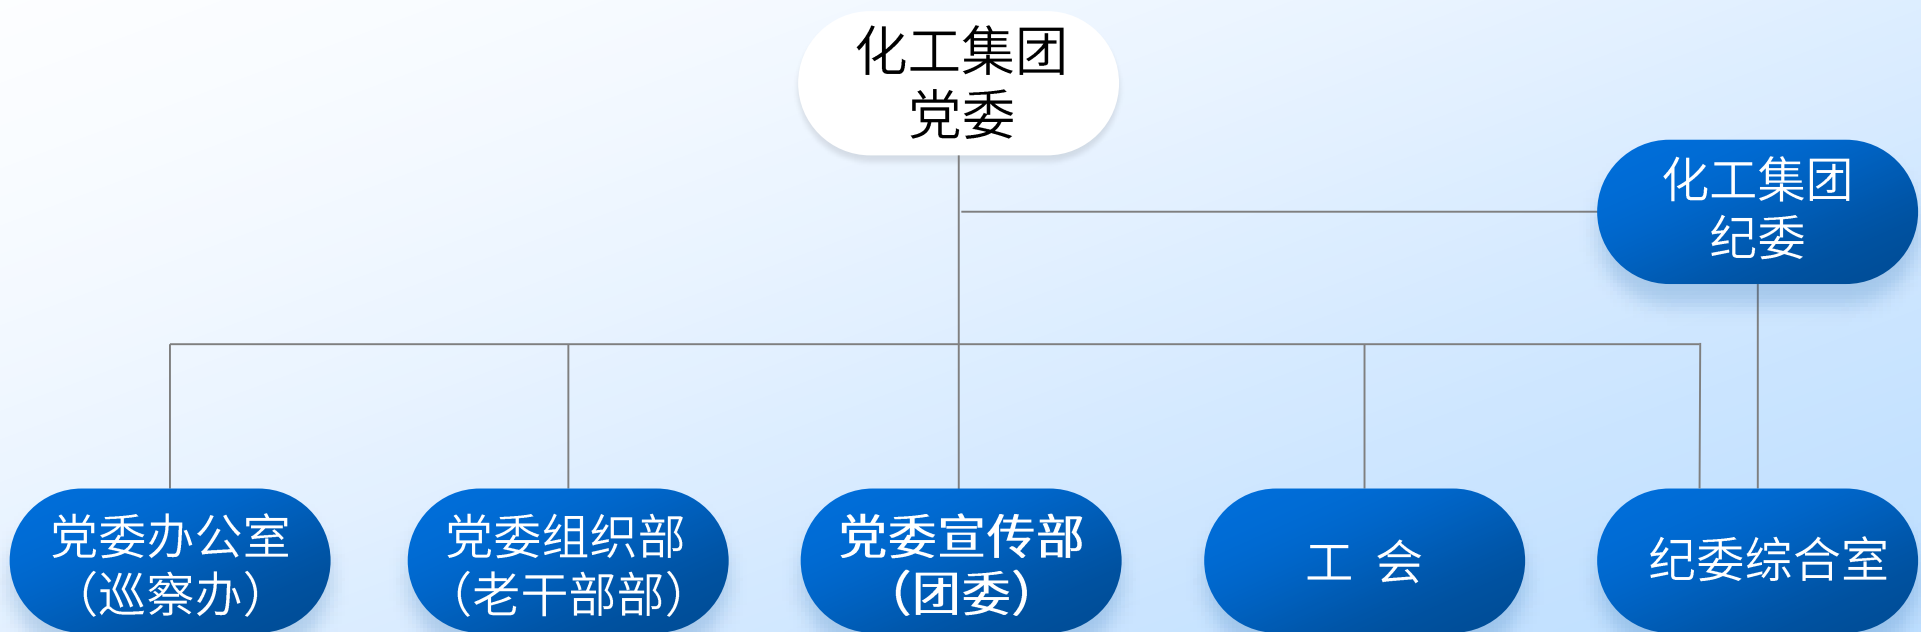 化工集团
党委
化工集团
纪委
党委办公室
（巡察办）
党委组织部
（老干部部）
党委宣传部
（团委）
工 会
纪委综合室